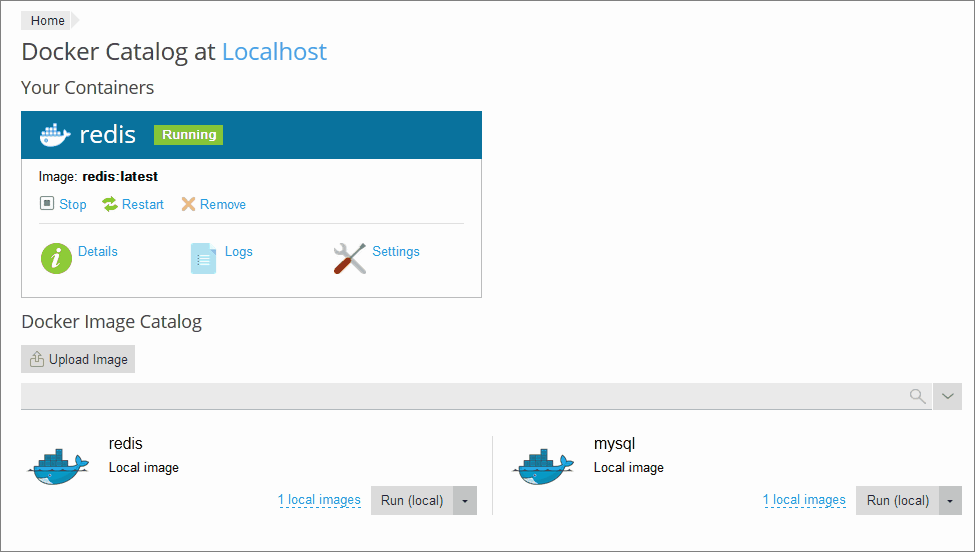 Home
Docker Catalog at Localhost
Your Containers
redis Running
Image: redis:latest
Stop Restart Remove
Details Logs Settings
Docker Image Catalog
Upload Image
redis
Local image
1 local images Run (local)
mysql
Local image
1 local images Run (local)